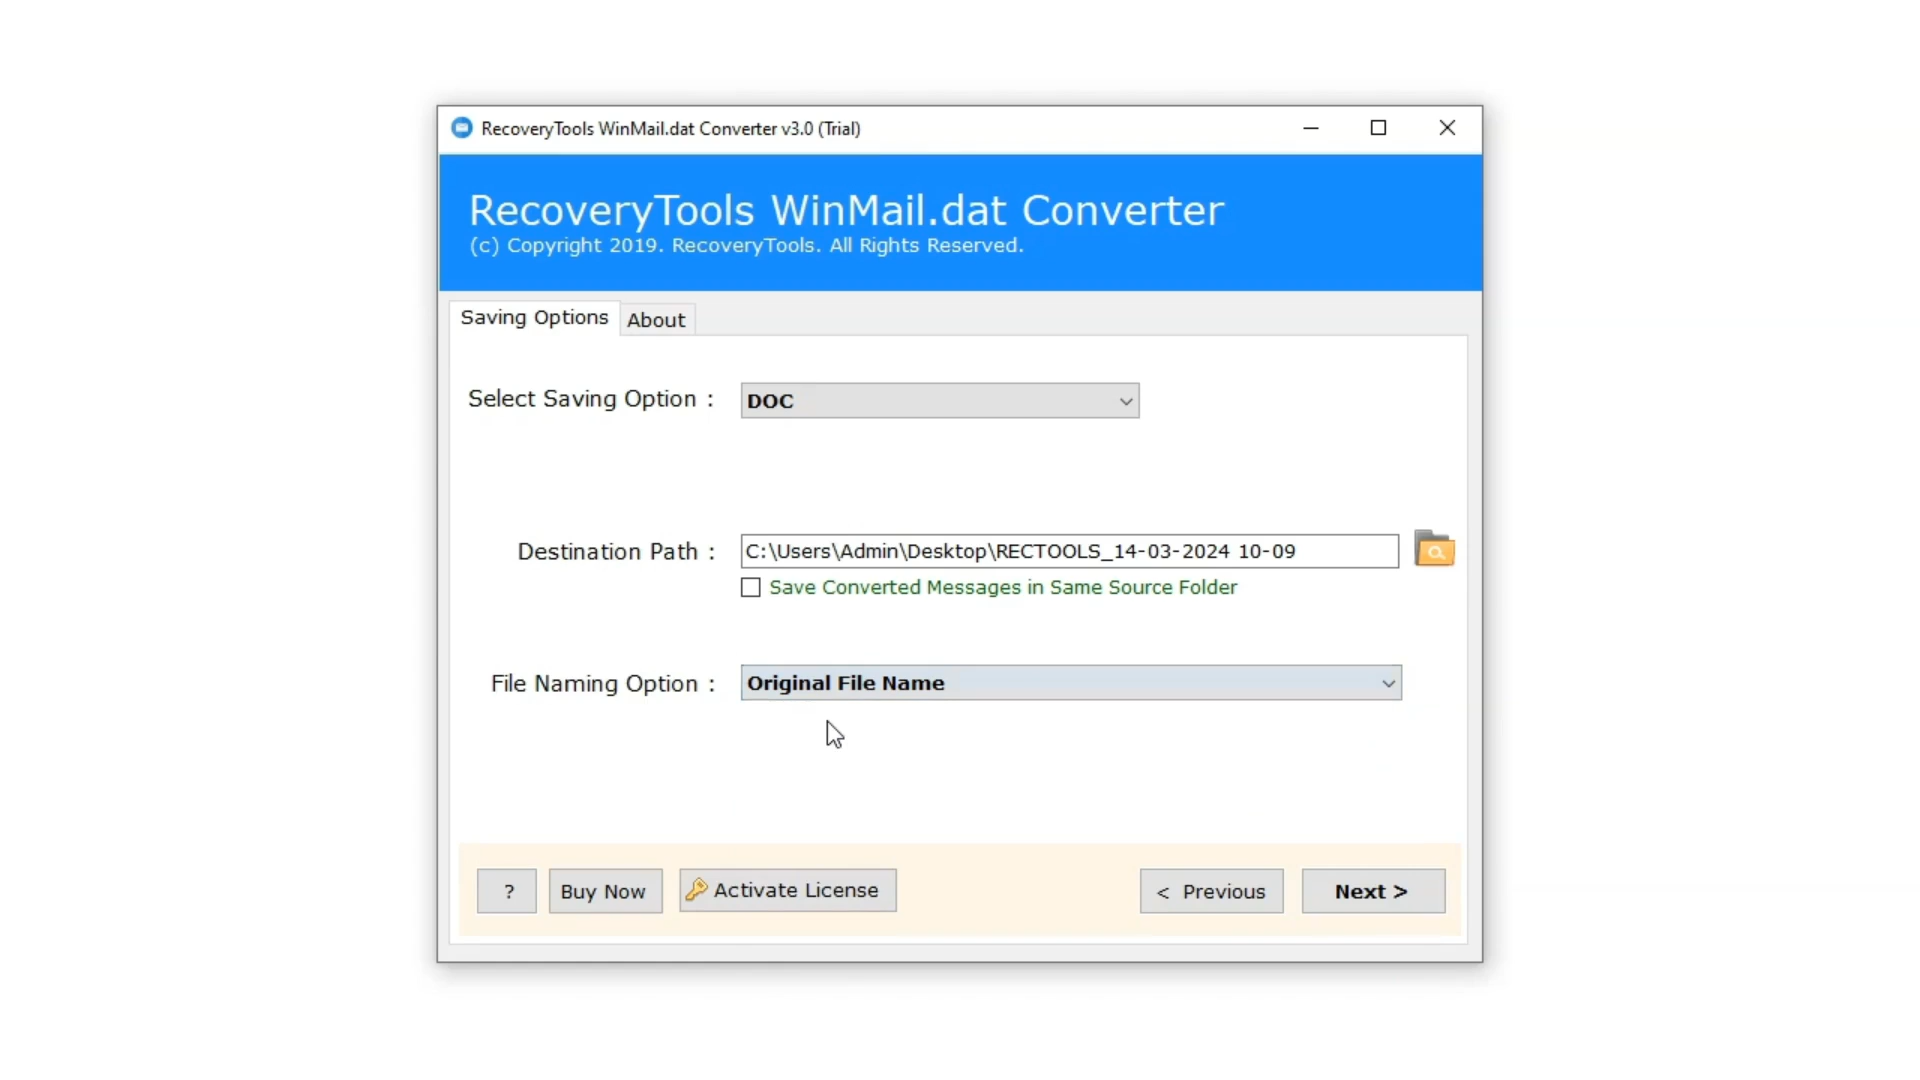 RecoveryTools WinMail.dat Converter v3.0 (Trial)
RecoveryTools WinMail.dat Converter
(c) Copyright 2019. RecoveryTools. All Rights Reserved.
Saving Options
About
Select Saving Option :
DOC
Destination Path :
C:\Users\Admin\Desktop\RECTOOLS_14-03-2024 10-09
Save Converted Messages in Same Source Folder
File Naming Option :
Original File Name
?
Buy Now
Activate License
< Previous
Next >